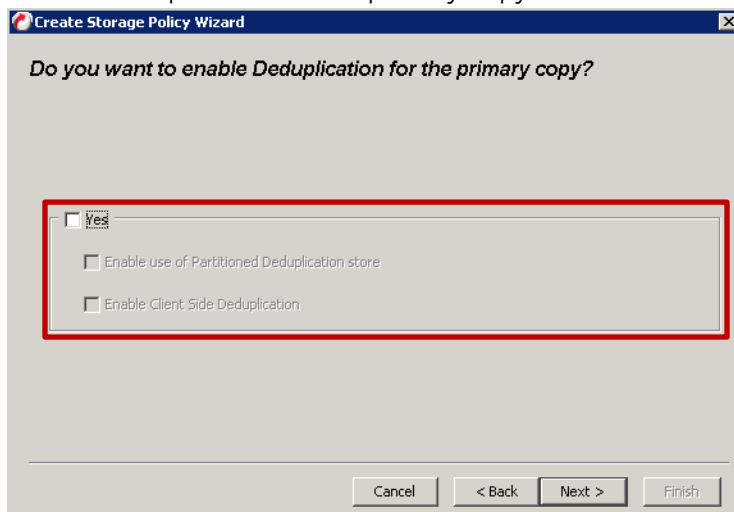 Create Storage Policy Wizard
Do you want to enable Deduplication for the primary copy?
Yes
Enable use of Partitioned Deduplication store
Enable Client Side Deduplication
Cancel
< Back
Next >
Finish